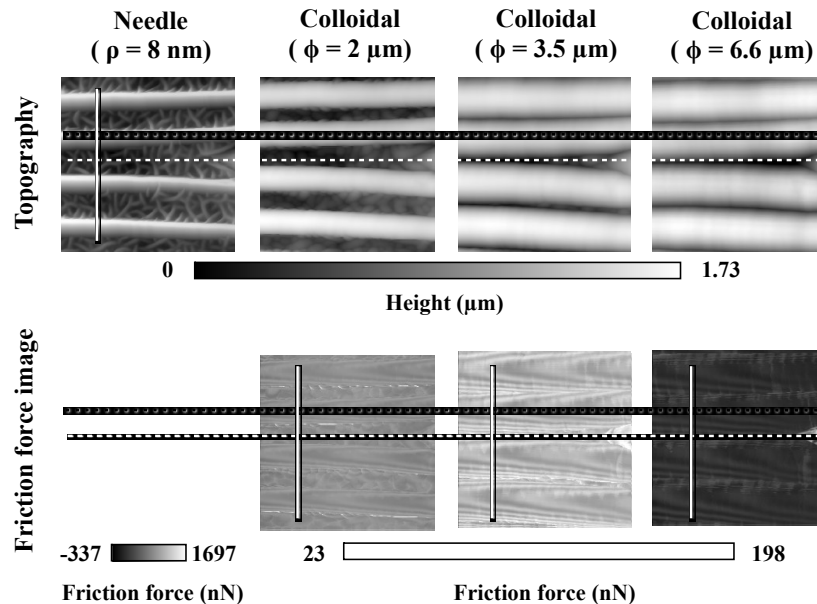 Needle
( ρ = 8 nm)
Colloidal
( ϕ = 2 µm)
Colloidal
( ϕ = 3.5 µm)
Colloidal
( ϕ = 6.6 µm)
Topography
0
1.73
Height (µm)
Friction force image
-337
1697
23
198
Friction force (nN)
Friction force (nN)